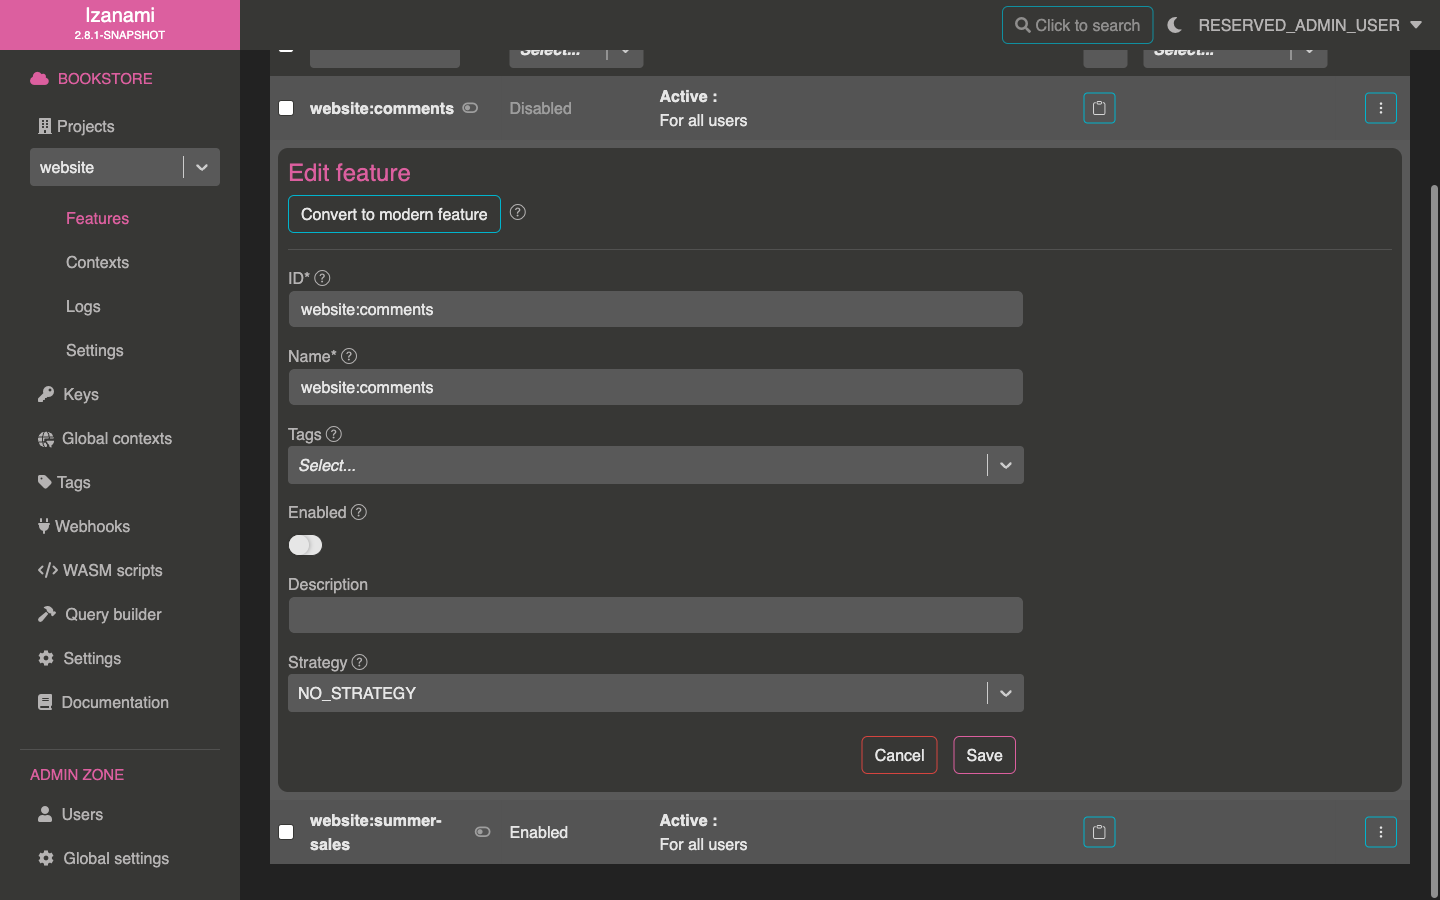 Izanami
2.8.1-SNAPSHOT
Click to search
RESERVED_ADMIN_USER
BOOKSTORE
Projects
website
Features
Contexts
Logs
Settings
Keys
Global contexts
Tags
Webhooks
WASM scripts
Query builder
Settings
Documentation
ADMIN ZONE
Users
Global settings
Select...
Select...
website:comments
Disabled
Active :
For all users
Edit feature
Convert to modern feature
ID*
website:comments
Name*
website:comments
Tags
Select...
Enabled
Description
Strategy
NO_STRATEGY
Cancel
Save
website:summer-
sales
Enabled
Active :
For all users